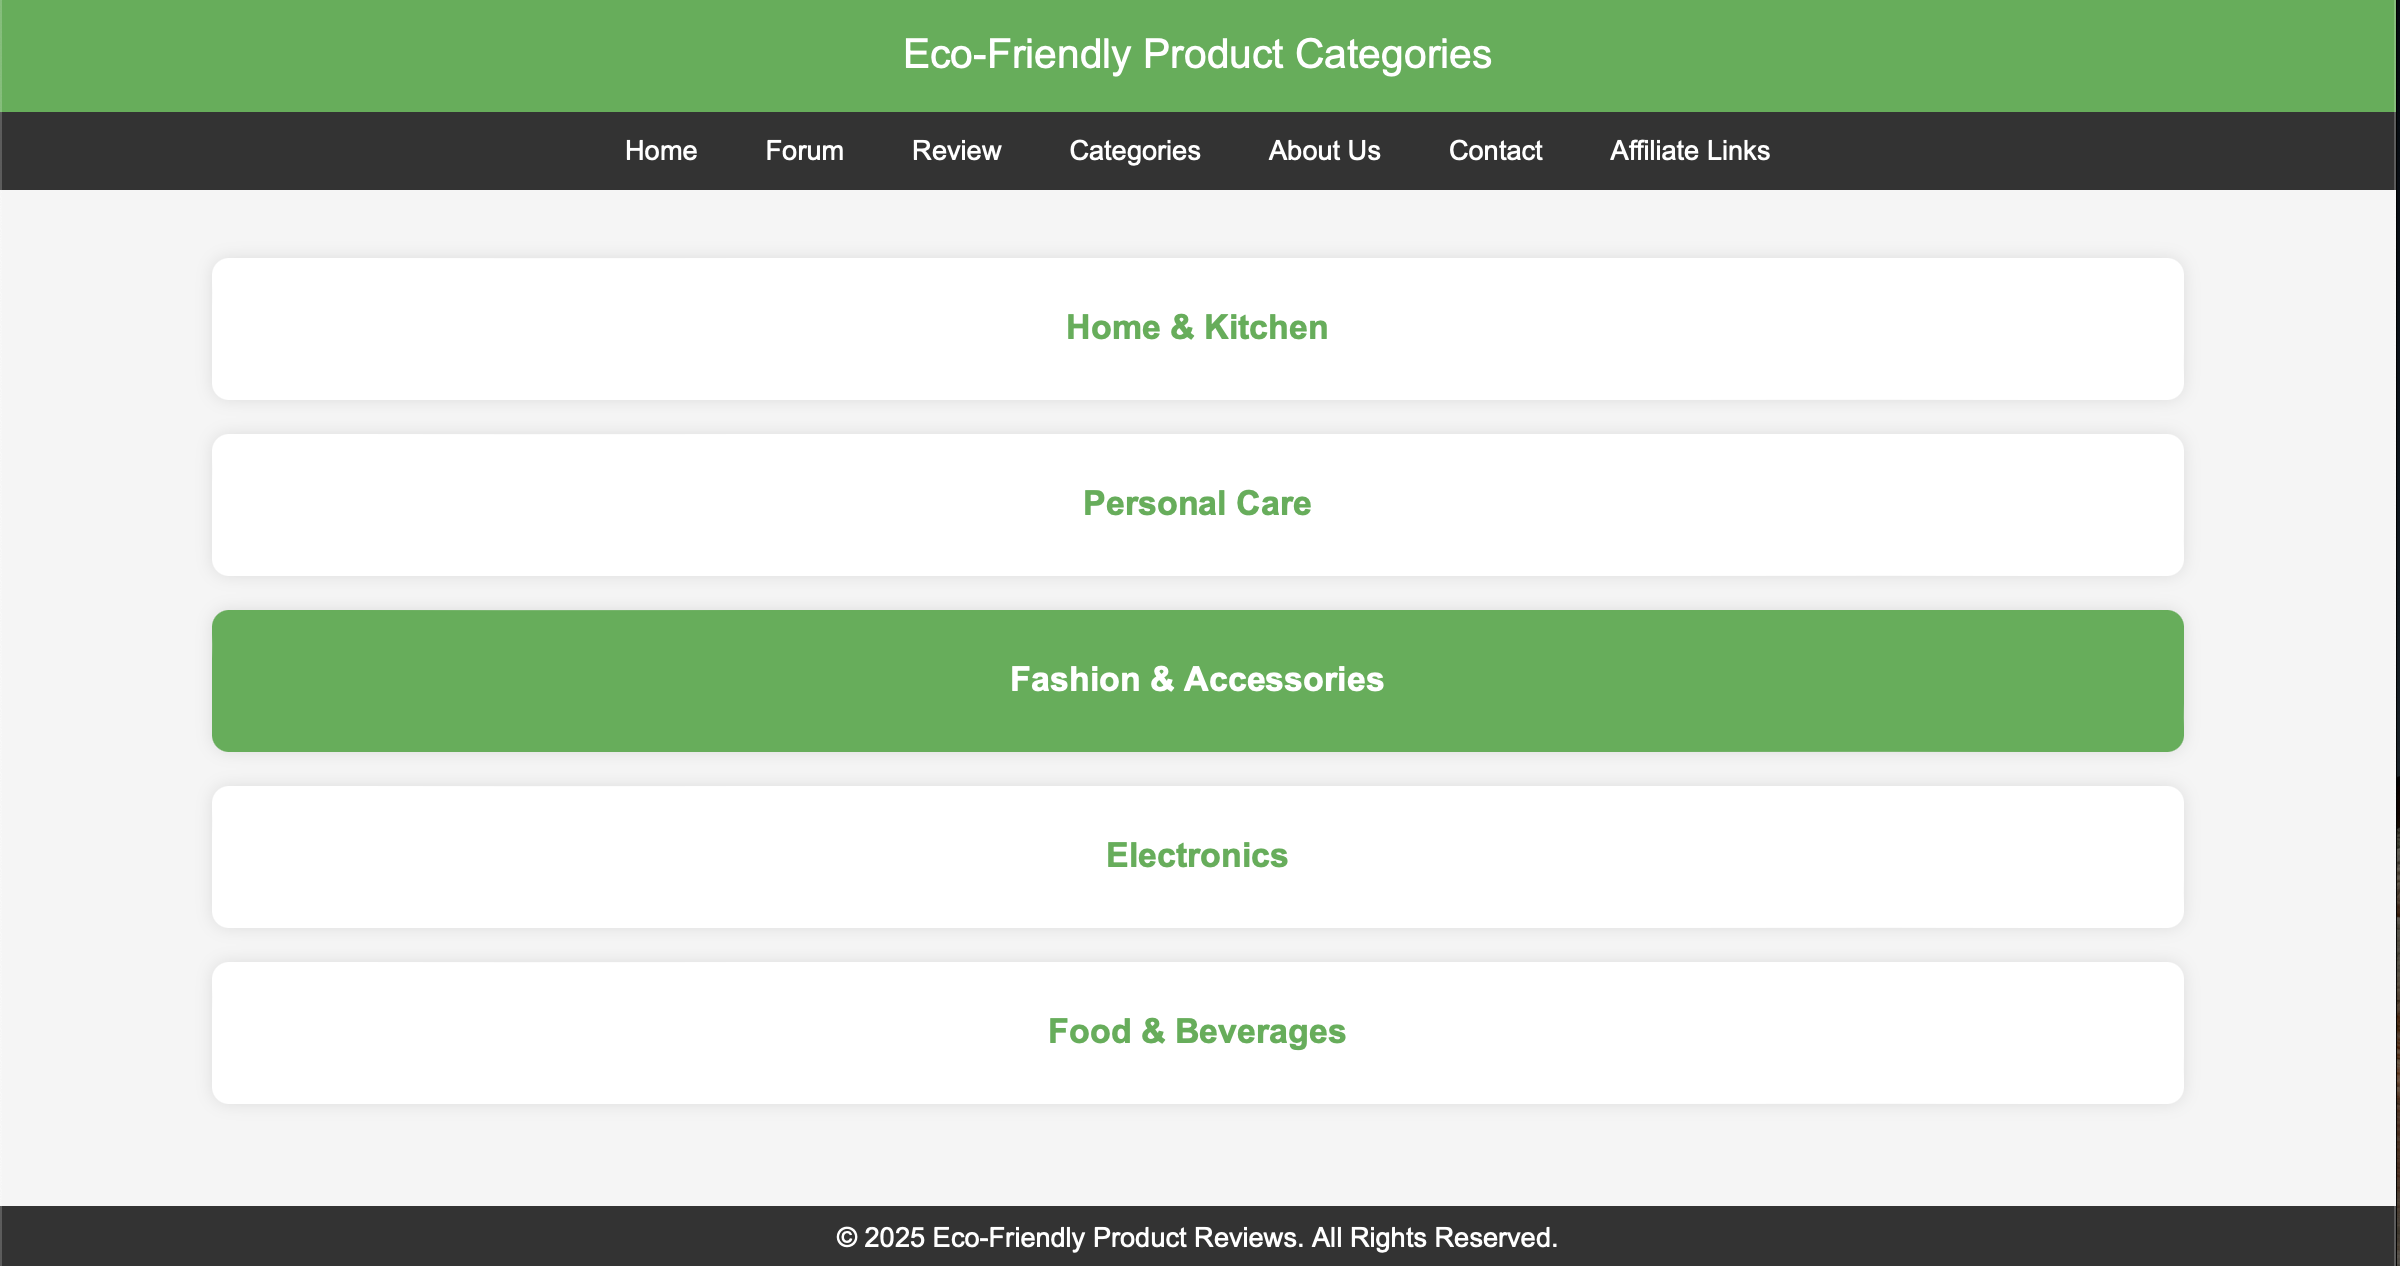 Eco-Friendly Product Categories
Home Forum Review Categories About Us Contact Affiliate Links
Home & Kitchen
Personal Care
Fashion & Accessories
Electronics
Food & Beverages
© 2025 Eco-Friendly Product Reviews. All Rights Reserved.